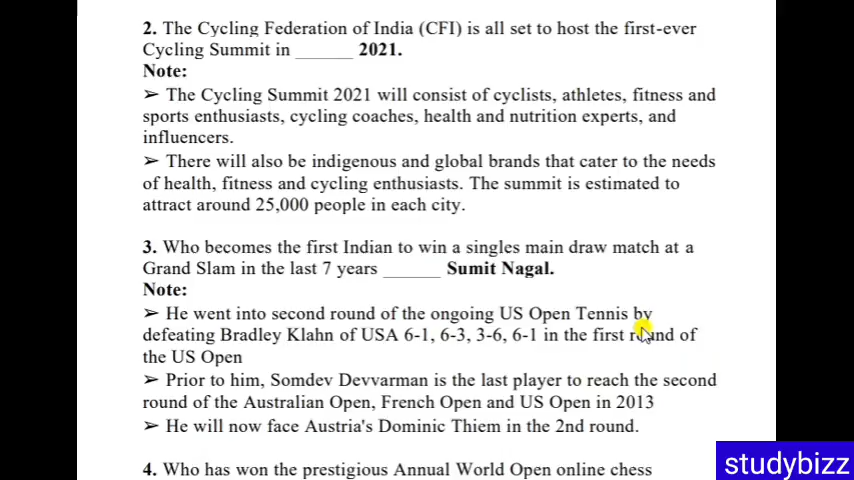 2. The Cycling Federation of India (CFI) is all set to host the first-ever
Cycling Summit in ______ 2021.
Note:
➢ The Cycling Summit 2021 will consist of cyclists, athletes, fitness and
sports enthusiasts, cycling coaches, health and nutrition experts, and
influencers.
➢ There will also be indigenous and global brands that cater to the needs
of health, fitness and cycling enthusiasts. The summit is estimated to
attract around 25,000 people in each city.
3. Who becomes the first Indian to win a singles main draw match at a
Grand Slam in the last 7 years ______ Sumit Nagal.
Note:
➢ He went into second round of the ongoing US Open Tennis by
defeating Bradley Klahn of USA 6-1, 6-3, 3-6, 6-1 in the first round of
the US Open
➢ Prior to him, Somdev Devvarman is the last player to reach the second
round of the Australian Open, French Open and US Open in 2013
➢ He will now face Austria's Dominic Thiem in the 2nd round.
4. Who has won the prestigious Annual World Open online chess
studybizz